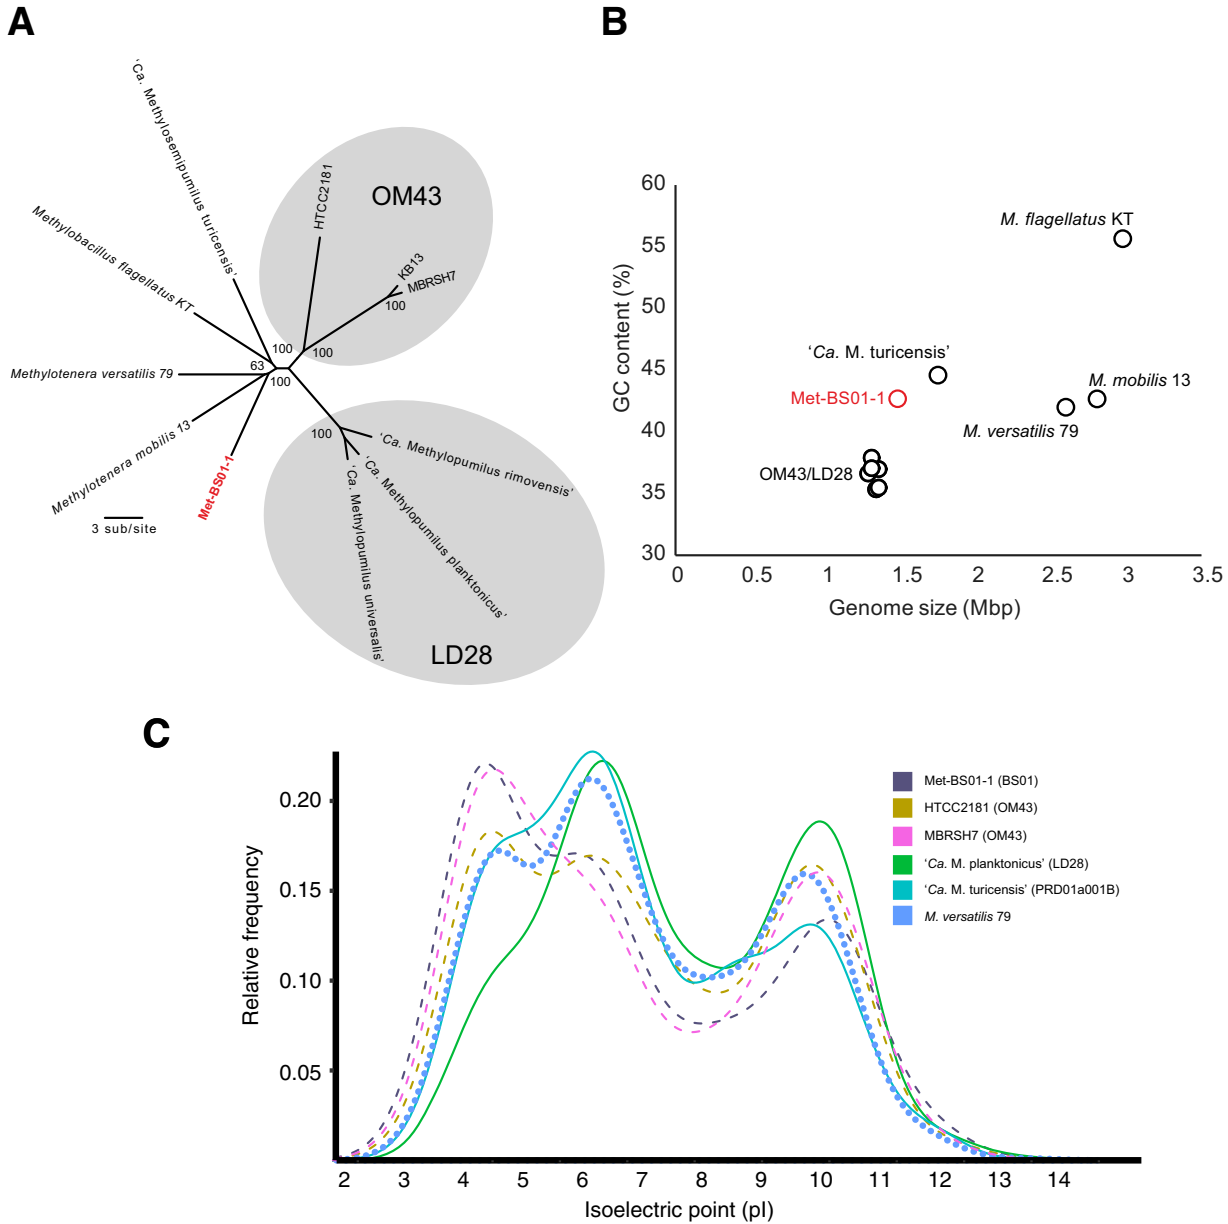 A
'Ca. Methylosemipumilus turicensis'
Methylobacillus flagellatus KT
Methylotenera versatilis 79
Methylotenera mobilis 13
Met-BS01-1
3 sub/site
HTCC2181
OM43
KB13
MBRSH7
100
100
100
63
100
100
'Ca. Methylopumilus rimovensis'
'Ca. Methylopumilus planktonicus'
'Ca. Methylopumilus universalis'
LD28
B
GC content (%)
60
55
50
45
40
35
30
M. flagellatus KT
'Ca. M. turicensis'
Met-BS01-1
M. mobilis 13
M. versatilis 79
OM43/LD28
0 0.5 1 1.5 2 2.5 3 3.5
Genome size (Mbp)
C
Relative frequency
0.20
0.15
0.10
0.05
Met-BS01-1 (BS01)
HTCC2181 (OM43)
MBRSH7 (OM43)
'Ca. M. planktonicus' (LD28)
'Ca. M. turicensis' (PRD01a001B)
M. versatilis 79
2 3 4 5 6 7 8 9 10 11 12 13 14
Isoelectric point (pI)